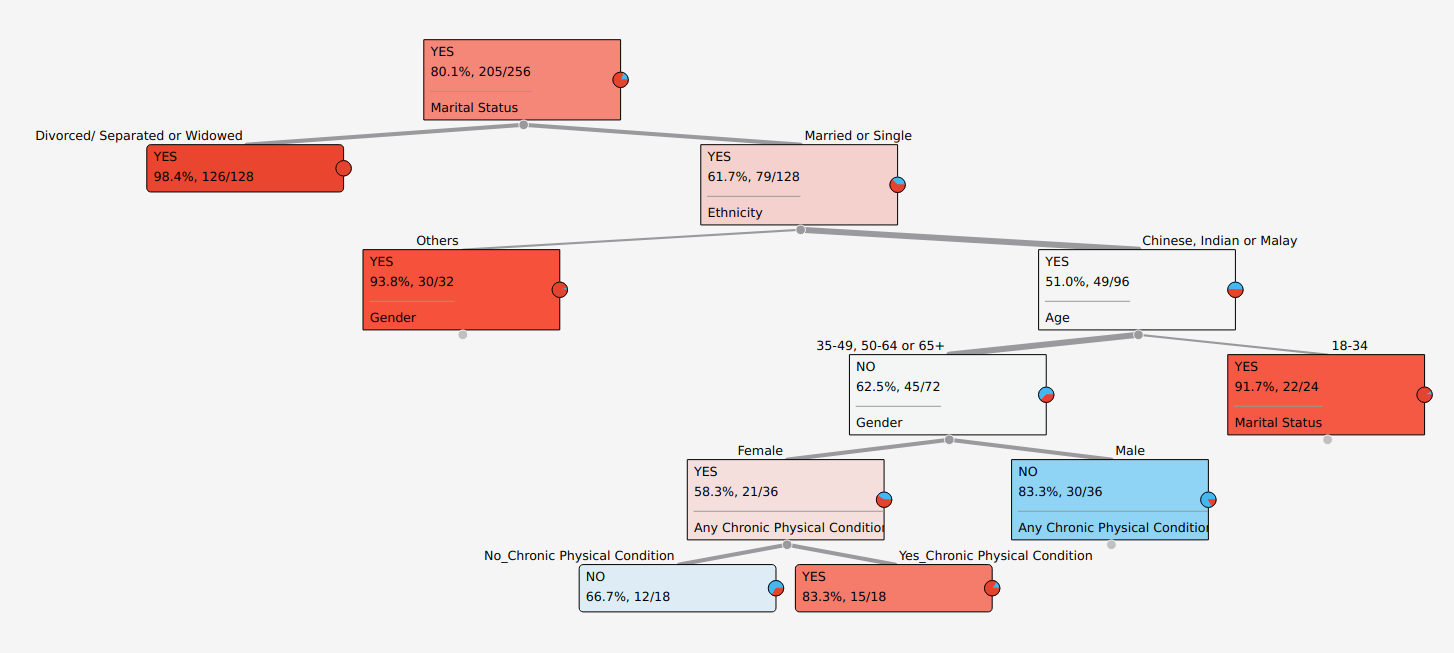 YES
80.1%, 205/256
Marital Status
Divorced/ Separated or Widowed
Married or Single
YES
98.4%, 126/128
YES
61.7%, 79/128
Ethnicity
Others
Chinese, Indian or Malay
YES
93.8%, 30/32
Gender
YES
51.0%, 49/96
Age
35-49, 50-64 or 65+
18-34
NO
62.5%, 45/72
Gender
YES
91.7%, 22/24
Marital Status
Female
Male
YES
58.3%, 21/36
Any Chronic Physical Condition
NO
83.3%, 30/36
Any Chronic Physical Condition
No_Chronic Physical Condition
Yes_Chronic Physical Condition
NO
66.7%, 12/18
YES
83.3%, 15/18